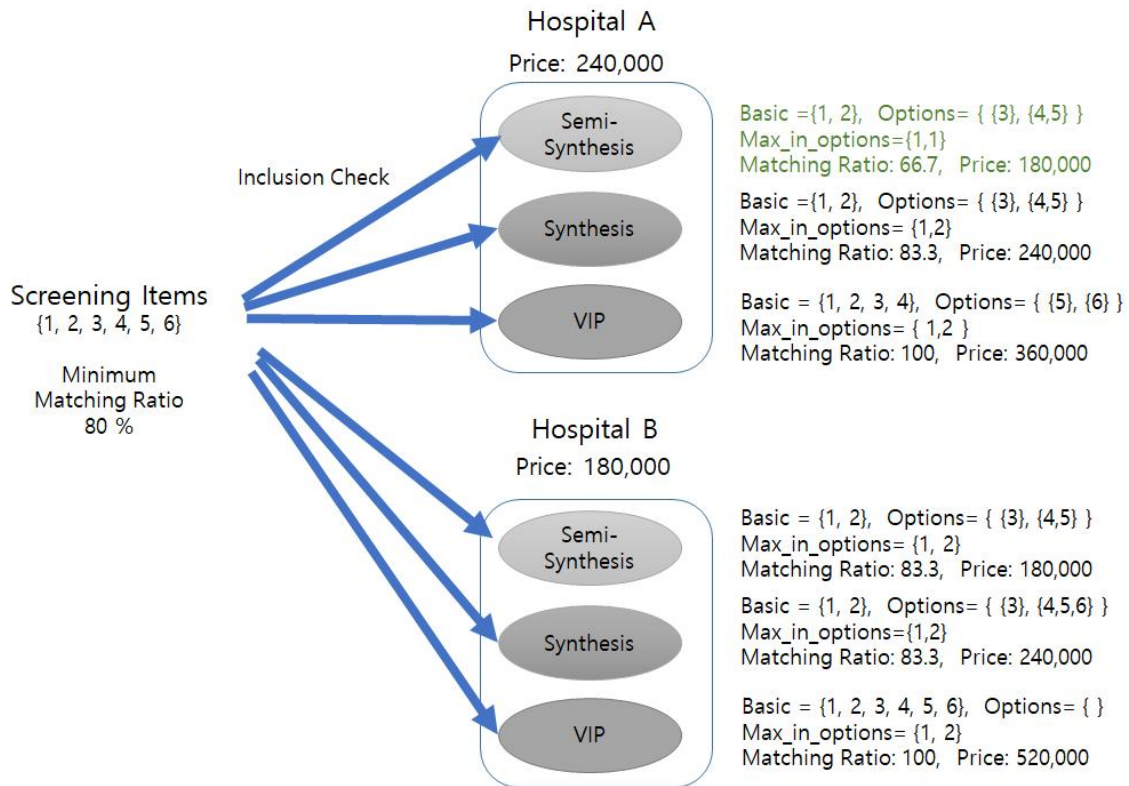 Hospital A
Price: 240,000
Semi-
Synthesis
Basic ={1, 2},  Options= { {3}, {4,5} }
Max_in_options={1,1}
Matching Ratio: 66.7,  Price: 180,000
Inclusion Check
Synthesis
Basic ={1, 2},  Options= { {3}, {4,5} }
Max_in_options= {1,2}
Matching Ratio: 83.3,  Price: 240,000
Screening Items
{1, 2, 3, 4, 5, 6}
VIP
Basic = {1, 2, 3, 4},  Options= { {5}, {6} }
Max_in_options= { 1,2 }
Matching Ratio: 100,  Price: 360,000
Minimum
Matching Ratio
80 %
Hospital B
Price: 180,000
Semi-
Synthesis
Basic = {1, 2},  Options= { {3}, {4,5} }
Max_in_options= {1, 2}
Matching Ratio: 83.3,  Price: 180,000
Synthesis
Basic = {1, 2},  Options= { {3}, {4,5,6} }
Max_in_options={1,2}
Matching Ratio: 83.3,  Price: 240,000
VIP
Basic = {1, 2, 3, 4, 5, 6},  Options= { }
Max_in_options= {1, 2}
Matching Ratio: 100,  Price: 520,000